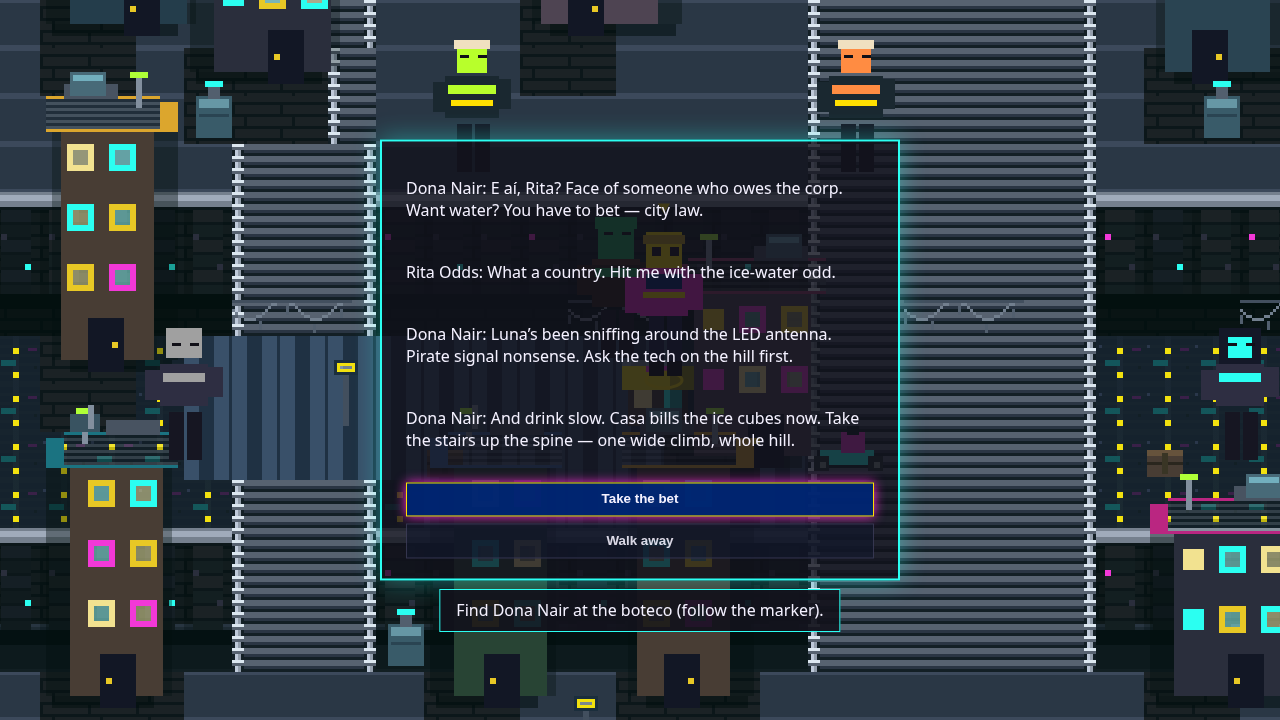 Dona Nair: E aí, Rita? Face of someone who owes the corp.
Want water? You have to bet — city law.
Rita Odds: What a country. Hit me with the ice-water odd.
Dona Nair: Luna’s been sniffing around the LED antenna.
Pirate signal nonsense. Ask the tech on the hill first.
Dona Nair: And drink slow. Casa bills the ice cubes now. Take
the stairs up the spine — one wide climb, whole hill.
Take the bet
Walk away
Find Dona Nair at the boteco (follow the marker).